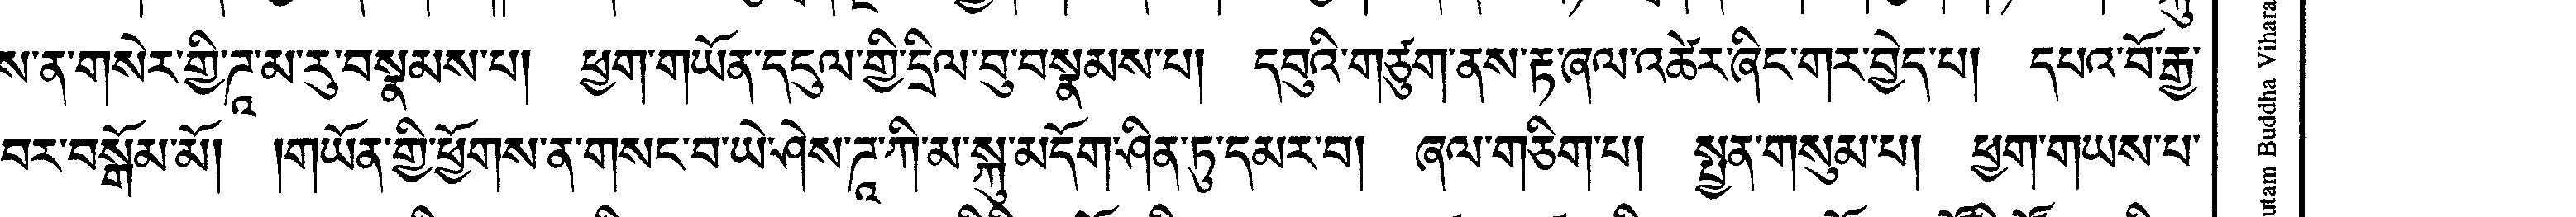 ས་ན་གསེར་གྱི་ཌཱ་མ་རུ་བསྣམས་པ། ཕྱག་གཡོན་དངུལ་གྱི་དྲིལ་བུ་བསྣམས་པ། དབུའི་གཙུག་ནས་རྟ་ཞལ་འཚེར་ཞིང་གར་བྱེད་པ། དཔའ་བོ་རྒྱ་
བར་བསྒོམ་མོ། །གཡོན་གྱི་ཕྱོགས་ན་གསང་བ་ཡེ་ཤེས་ཌཱ་ཀི་མ་སྐུ་མདོག་ཤིན་ཏུ་དམར་བ། ཞལ་གཅིག་པ། སྤྱན་གསུམ་པ། ཕྱག་གཡས་པ་
utam Buddha Vihara